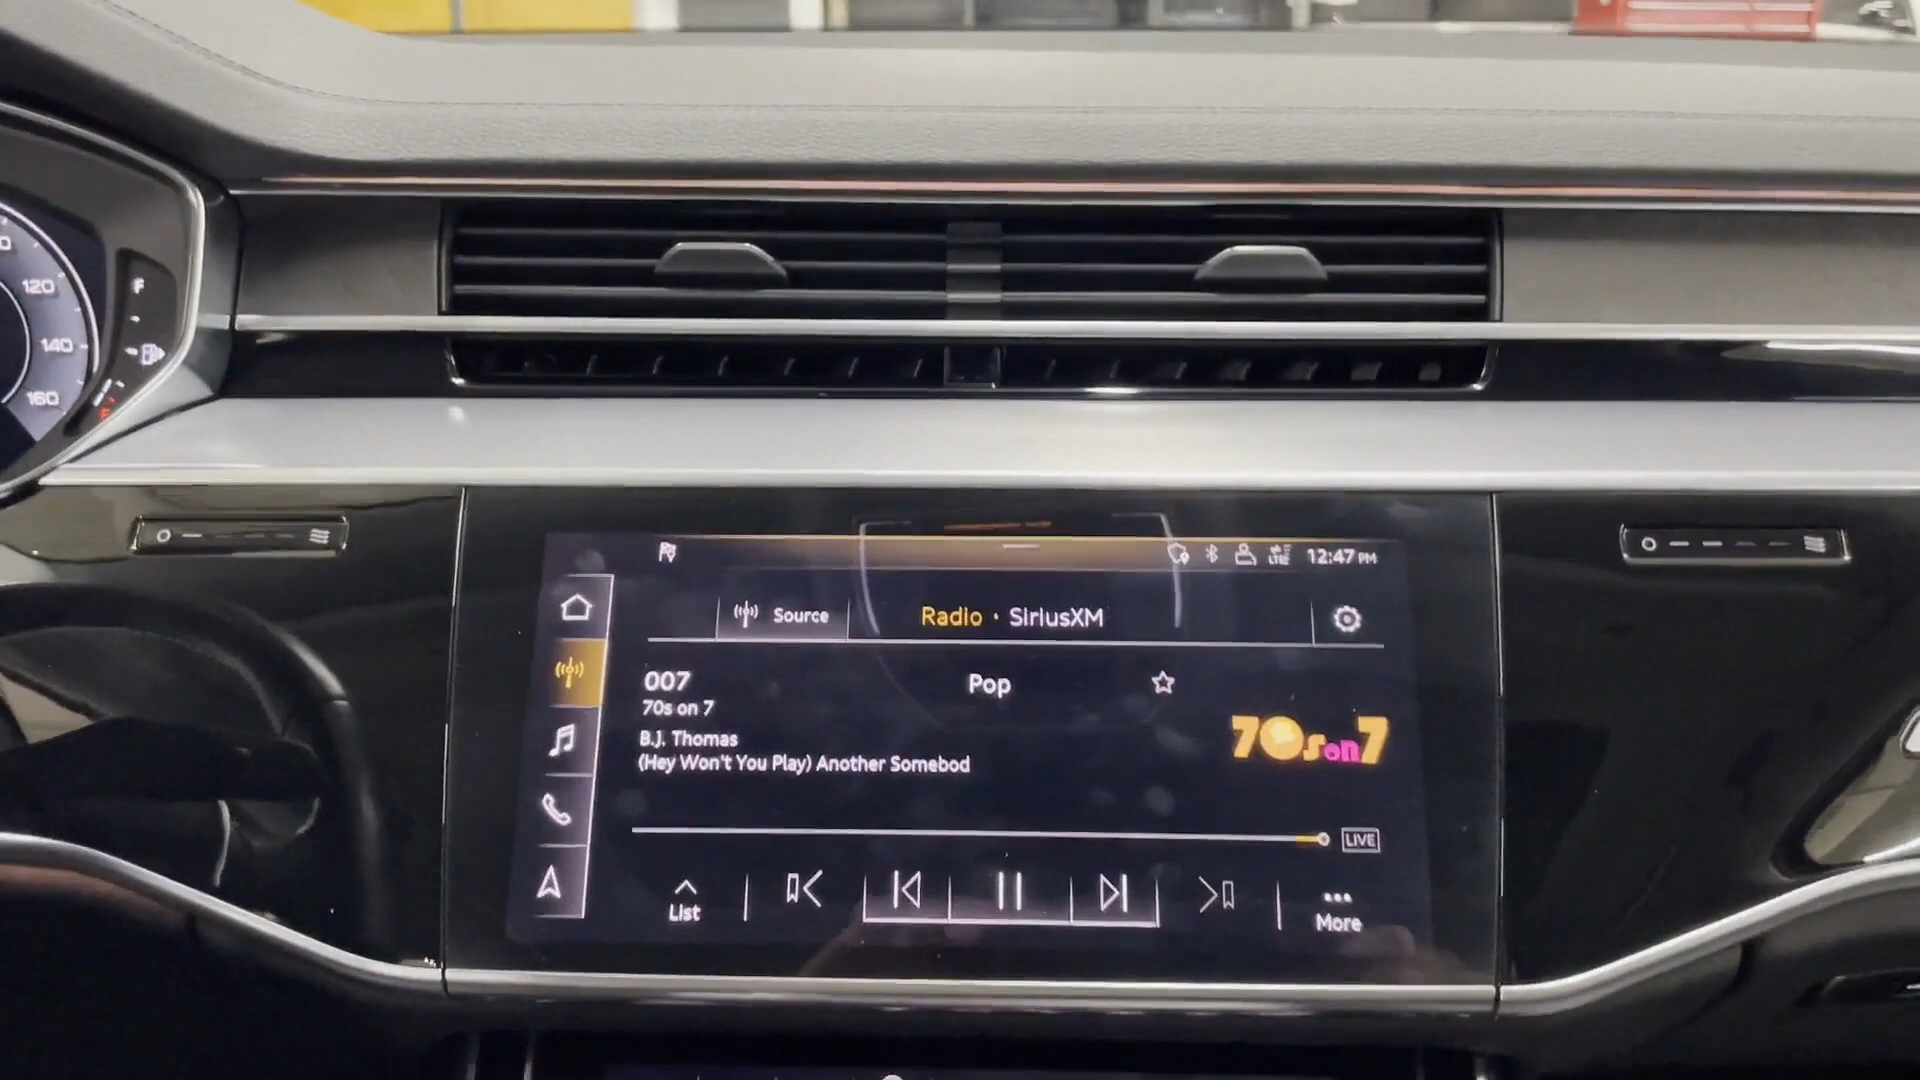 120
F
140
160
12:47 PM
LTE
Source
Radio · SiriusXM
007
Pop
70s on 7
B.J. Thomas
(Hey Won't You Play) Another Somebod
70s on 7
LIVE
List
More